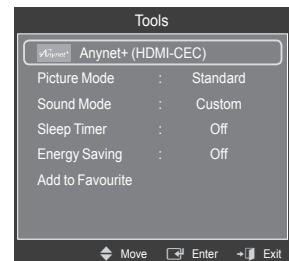 Tools
Anynet+ Anynet+ (HDMI-CEC)
Picture Mode : Standard
Sound Mode : Custom
Sleep Timer : Off
Energy Saving : Off
Add to Favourite
Move Enter Exit